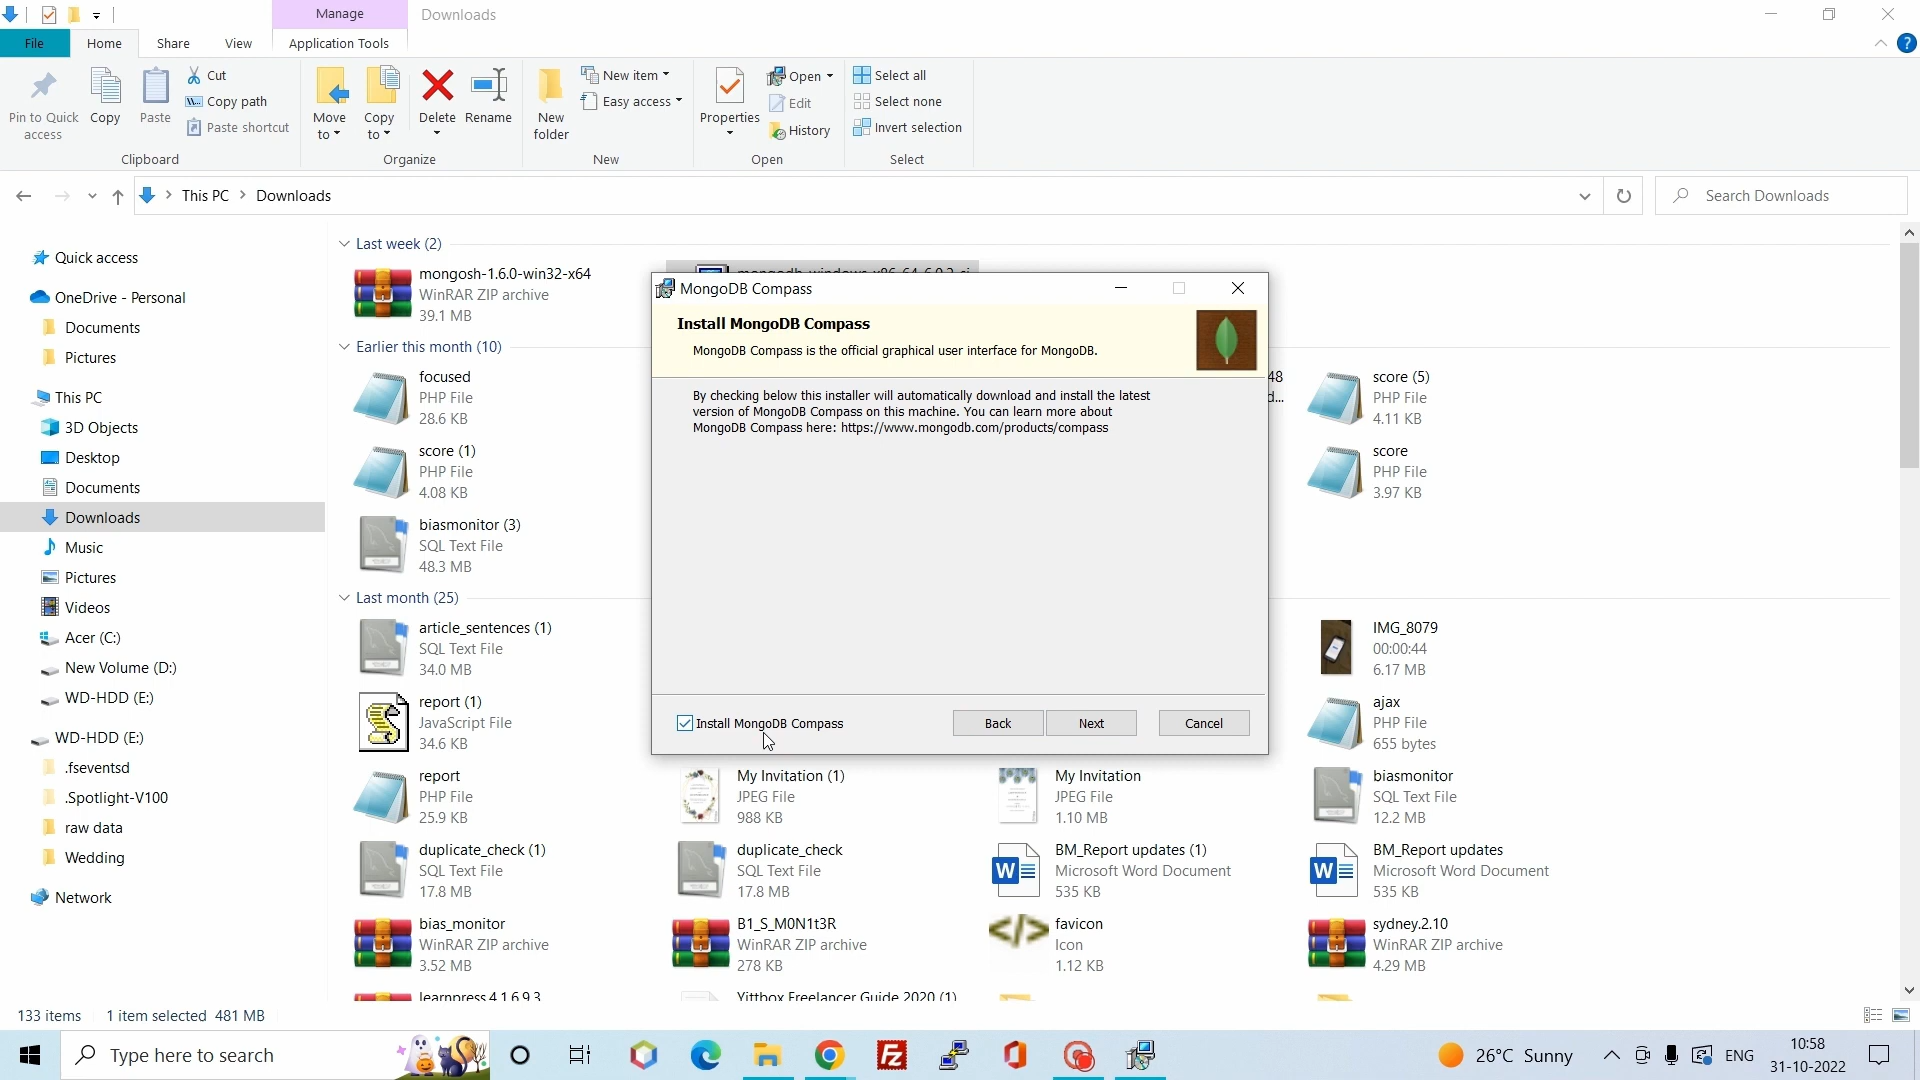 Manage
Downloads
File
Home
Share
View
Application Tools
Pin to Quick
access
Copy
Paste
Cut
Copy path
Paste shortcut
Clipboard
Move
to
Copy
to
Delete
Rename
Organize
New
folder
New item
Easy access
New
Properties
Open
Edit
History
Open
Select all
Select none
Invert selection
Select
This PC
Downloads
Search Downloads
Quick access
OneDrive - Personal
Documents
Pictures
This PC
3D Objects
Desktop
Documents
Downloads
Music
Pictures
Videos
Acer (C:)
New Volume (D:)
WD-HDD (E:)
WD-HDD (E:)
.fseventsd
.Spotlight-V100
raw data
Wedding
Network
Last week (2)
mongosh-1.6.0-win32-x64
WinRAR ZIP archive
39.1 MB
Earlier this month (10)
focused
PHP File
28.6 KB
48
d...
score (5)
PHP File
4.11 KB
score (1)
PHP File
4.08 KB
score
PHP File
3.97 KB
biasmonitor (3)
SQL Text File
48.3 MB
Last month (25)
article_sentences (1)
SQL Text File
34.0 MB
IMG_8079
00:00:44
6.17 MB
report (1)
JavaScript File
34.6 KB
ajax
PHP File
655 bytes
report
PHP File
25.9 KB
My Invitation (1)
JPEG File
988 KB
My Invitation
JPEG File
1.10 MB
biasmonitor
SQL Text File
12.2 MB
duplicate_check (1)
SQL Text File
17.8 MB
duplicate_check
SQL Text File
17.8 MB
BM_Report updates (1)
Microsoft Word Document
535 KB
BM_Report updates
Microsoft Word Document
535 KB
bias_monitor
WinRAR ZIP archive
3.52 MB
B1_S_M0N1t3R
WinRAR ZIP archive
278 KB
favicon
Icon
1.12 KB
sydney.2.10
WinRAR ZIP archive
4.29 MB
learnpress.4.1.6.9.3
Yittbox Freelancer Guide 2020 (1)
MongoDB Compass
Install MongoDB Compass
MongoDB Compass is the official graphical user interface for MongoDB.
By checking below this installer will automatically download and install the latest
version of MongoDB Compass on this machine. You can learn more about
MongoDB Compass here: https://www.mongodb.com/products/compass
Install MongoDB Compass
Back
Next
Cancel
133 items
1 item selected 481 MB
Type here to search
26°C Sunny
ENG
10:58
31-10-2022